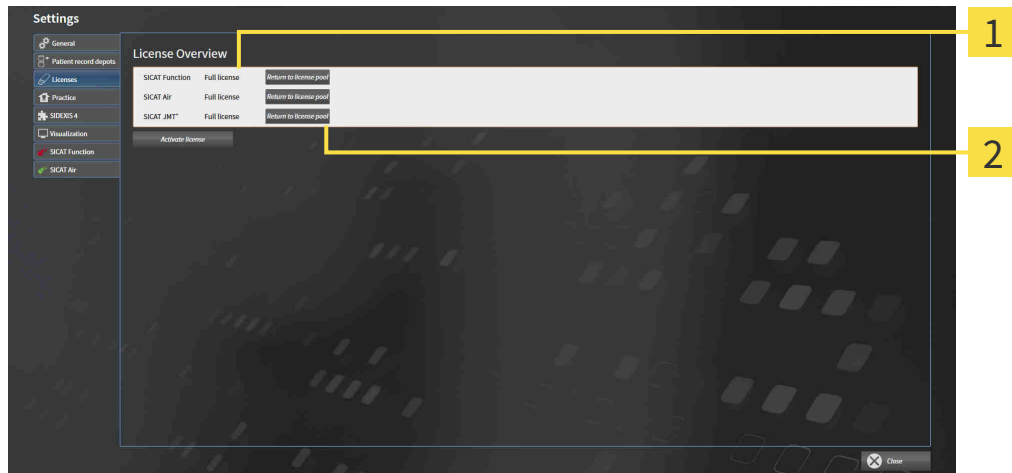 Settings
General
Patient record depots
Licenses
Practice
SIDEXIS 4
Visualization
SICAT Function
SICAT Air
License Overview
SICAT Function Full license Return to license pool
SICAT Air Full license Return to license pool
SICAT JMT+ Full license Return to license pool
Activate license
Close
1
2